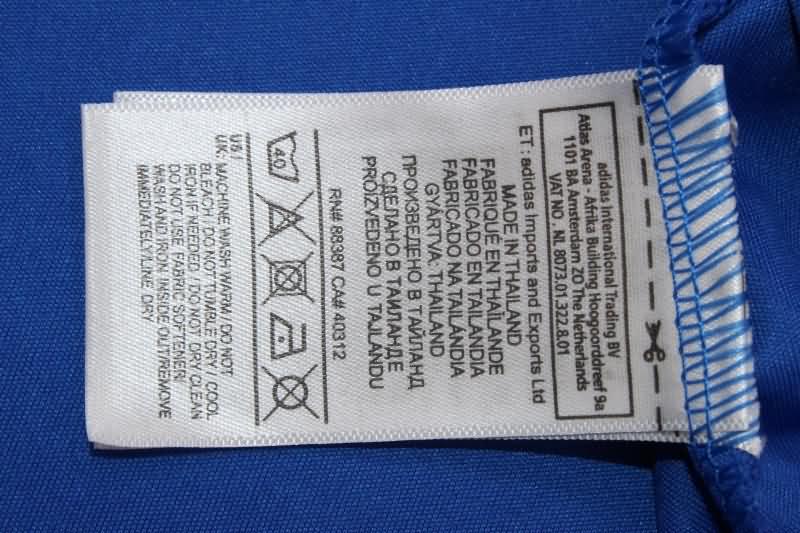 adidas International Trading BV
Atlas Arena - Afrika Building Hoogoorddreef 9a
1101 BA Amsterdam ZO The Netherlands
VAT NO , NL 8073.01.322.8.01
ET : adidas Imports and Exports Ltd
MADE IN THAILAND
FABRIQUÉ EN THAÏLANDE
FABRICADO EN TAILANDIA
FABRICADO NA TAILÂNDIA
GYÁRTVA: THAILAND
ПРОИЗВЕДЕНО В ТАЙЛАНД
СДЕЛАНО В ТАИЛАНДЕ
PROIZVEDENO U TAJLANDU
RN# 88387 CA# 40312
40
US /
UK: MACHINE WASH WARM / DO NOT
BLEACH / DO NOT TUMBLE DRY / COOL
IRON IF NEEDED / DO NOT DRY CLEAN
DO NOT USE FABRIC SOFTENER/
WASH AND IRON INSIDE OUT/REMOVE
IMMEDIATELY/LINE DRY